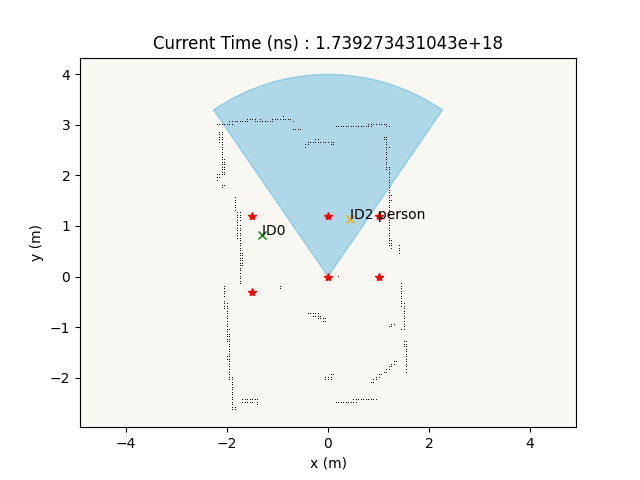 Current Time (ns) : 1.739273431043e+18
4
3
2
1
0
−1
−2
y (m)
ID2 person
ID0
−4 −2 0 2 4
x (m)